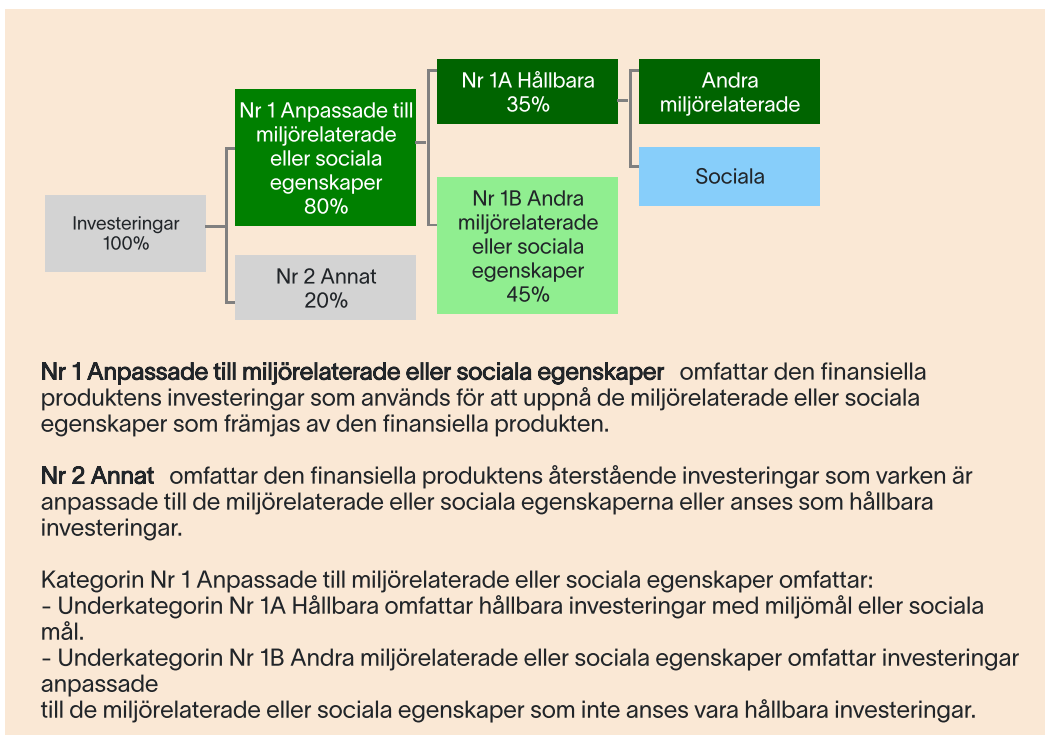 Investeringar
100%
Nr 1 Anpassade till
miljörelaterade
eller sociala
egenskaper
80%
Nr 2 Annat
20%
Nr 1A Hållbara
35%
Nr 1B Andra
miljörelaterade
eller sociala
egenskaper
45%
Andra
miljörelaterade
Sociala
Nr 1 Anpassade till miljörelaterade eller sociala egenskaper omfattar den finansiella
produktens investeringar som används för att uppnå de miljörelaterade eller sociala
egenskaper som främjas av den finansiella produkten.
Nr 2 Annat omfattar den finansiella produktens återstående investeringar som varken är
anpassade till de miljörelaterade eller sociala egenskaperna eller anses som hållbara
investeringar.
Kategorin Nr 1 Anpassade till miljörelaterade eller sociala egenskaper omfattar:
- Underkategorin Nr 1A Hållbara omfattar hållbara investeringar med miljömål eller sociala
mål.
- Underkategorin Nr 1B Andra miljörelaterade eller sociala egenskaper omfattar investeringar
anpassade
till de miljörelaterade eller sociala egenskaper som inte anses vara hållbara investeringar.